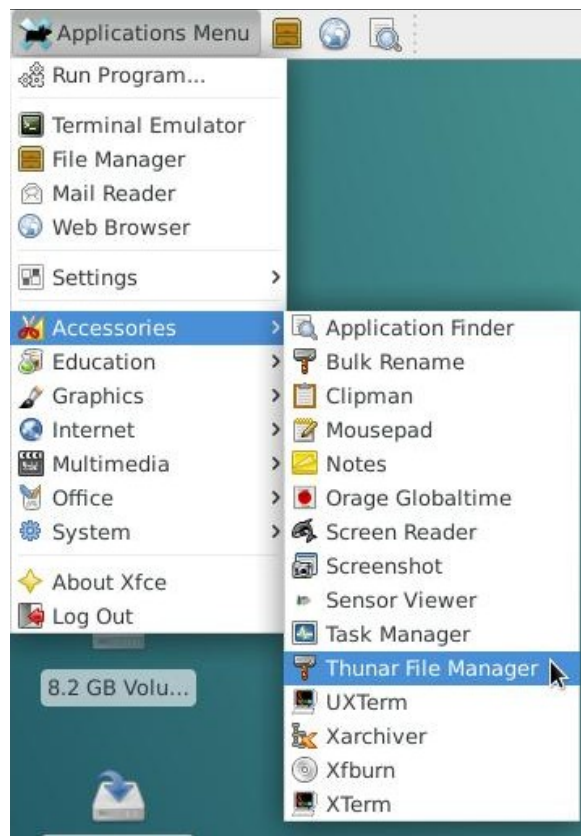 Applications Menu
Run Program...
Terminal Emulator
File Manager
Mail Reader
Web Browser
Settings
Accessories
Education
Graphics
Internet
Multimedia
Office
System
About Xfce
Log Out
Application Finder
Bulk Rename
Clipman
Mousepad
Notes
Orage Globaltime
Screen Reader
Screenshot
Sensor Viewer
Task Manager
Thunar File Manager
UXTerm
Xarchiver
Xfburn
XTerm
8.2 GB Volu...